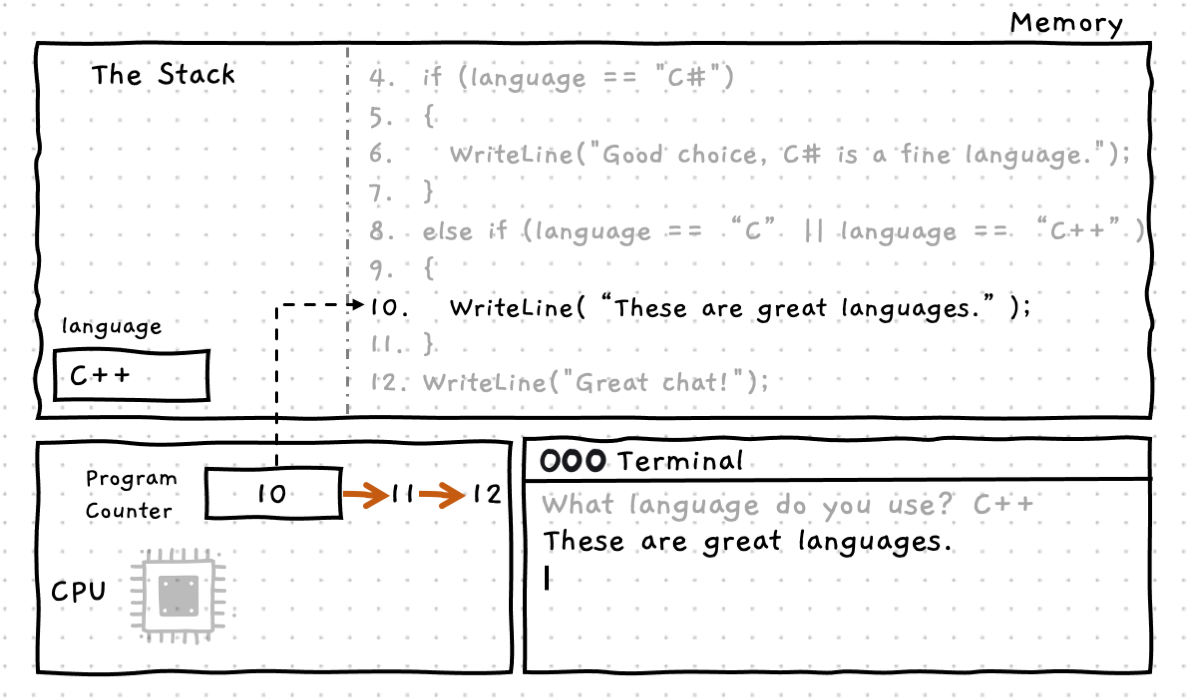 Memory
The Stack
4. if (language == "C#")
5. {
6. WriteLine("Good choice, C# is a fine language.");
7. }
8. else if (language == “C” || language == “C++” )
9. {
10. WriteLine( “These are great languages.” );
11. }
12. WriteLine("Great chat!");
language
C++
Program
Counter
10 11 12
CPU
Terminal
What language do you use? C++
These are great languages.